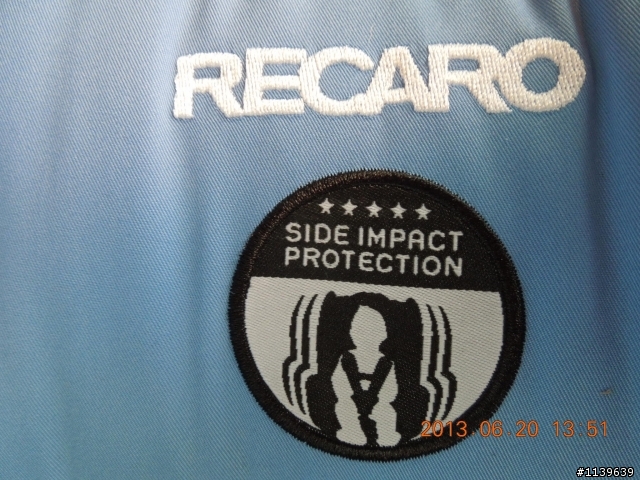 RECARO
SIDE IMPACT
PROTECTION
2013 06 20 13:51
#1139639